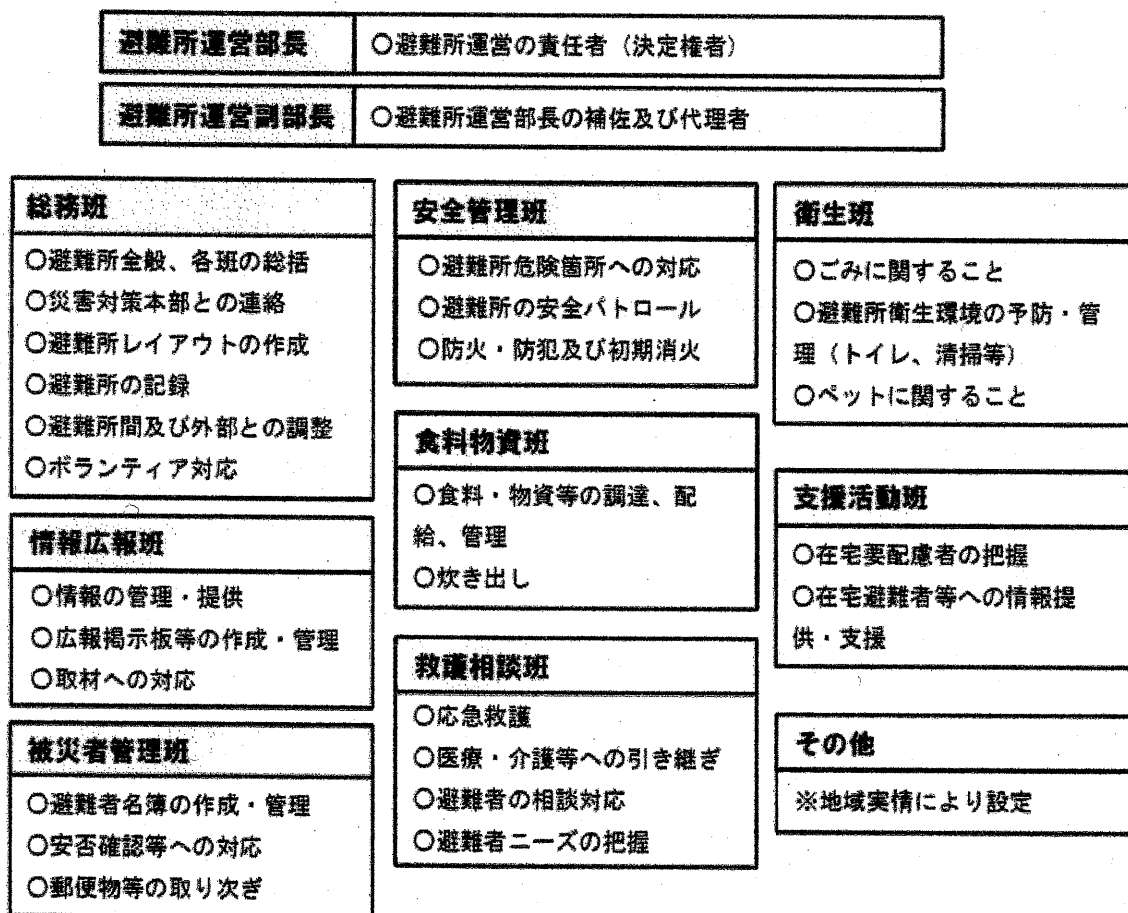 避難所運営部長 ○避難所運営の責任者（決定権者）
避難所運営副部長 ○避難所運営部長の補佐及び代理者
総務班
○避難所全般、各班の総括
○災害対策本部との連絡
○避難所レイアウトの作成
○避難所の記録
○避難所間及び外部との調整
○ボランティア対応
情報広報班
○情報の管理・提供
○広報掲示板等の作成・管理
○取材への対応
被災者管理班
○避難者名簿の作成・管理
○安否確認等への対応
○郵便物等の取り次ぎ
安全管理班
○避難所危険箇所への対応
○避難所の安全パトロール
○防火・防犯及び初期消火
食料物資班
○食料・物資等の調達、配
給、管理
○炊き出し
救護相談班
○応急救護
○医療・介護等への引き継ぎ
○避難者の相談対応
○避難者ニーズの把握
衛生班
○ごみに関すること
○避難所衛生環境の予防・管
理（トイレ、清掃等）
○ペットに関すること
支援活動班
○在宅要配慮者の把握
○在宅避難者等への情報提
供・支援
その他
※地域実情により設定